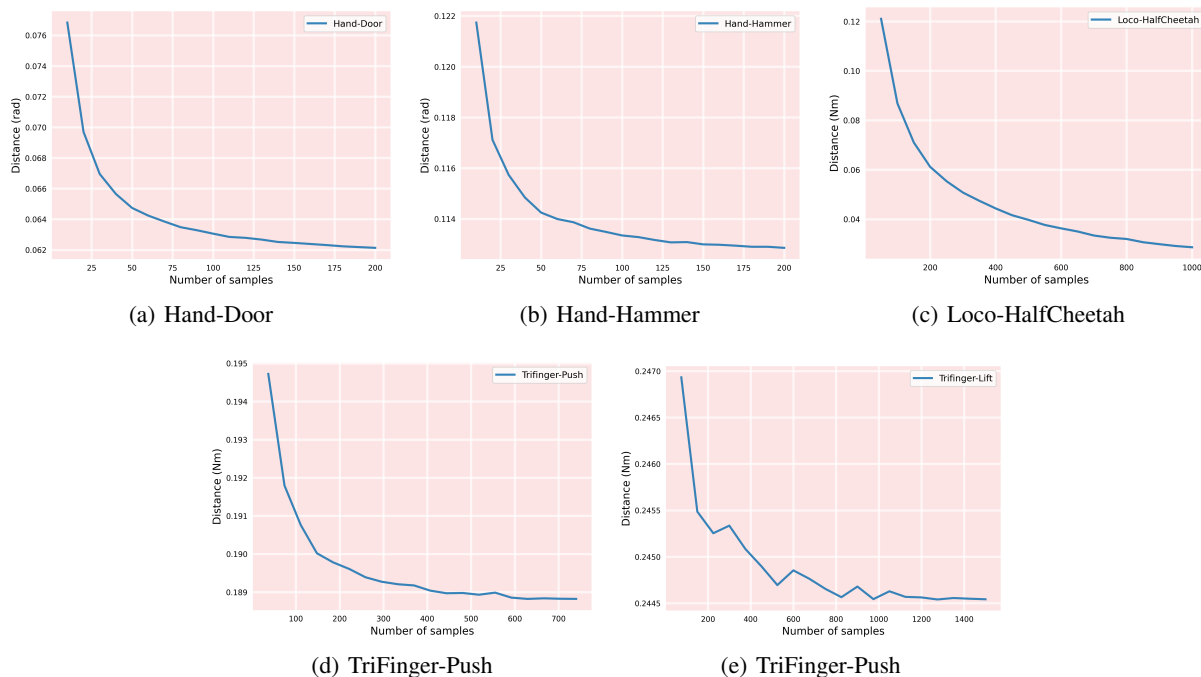 Hand-Door
0.076
0.074
0.072
0.070
0.068
0.066
0.064
0.062
Distance (rad)
25 50 75 100 125 150 175 200
Number of samples
(a) Hand-Door
Hand-Hammer
0.122
0.120
0.118
0.116
0.114
Distance (rad)
25 50 75 100 125 150 175 200
Number of samples
(b) Hand-Hammer
Loco-HalfCheetah
0.12
0.10
0.08
0.06
0.04
Distance (Nm)
200 400 600 800 1000
Number of samples
(c) Loco-HalfCheetah
Trifinger-Push
0.195
0.194
0.193
0.192
0.191
0.190
0.189
Distance (Nm)
100 200 300 400 500 600 700
Number of samples
(d) TriFinger-Push
Trifinger-Lift
0.2470
0.2465
0.2460
0.2455
0.2450
0.2445
Distance (Nm)
200 400 600 800 1000 1200 1400
Number of samples
(e) TriFinger-Push